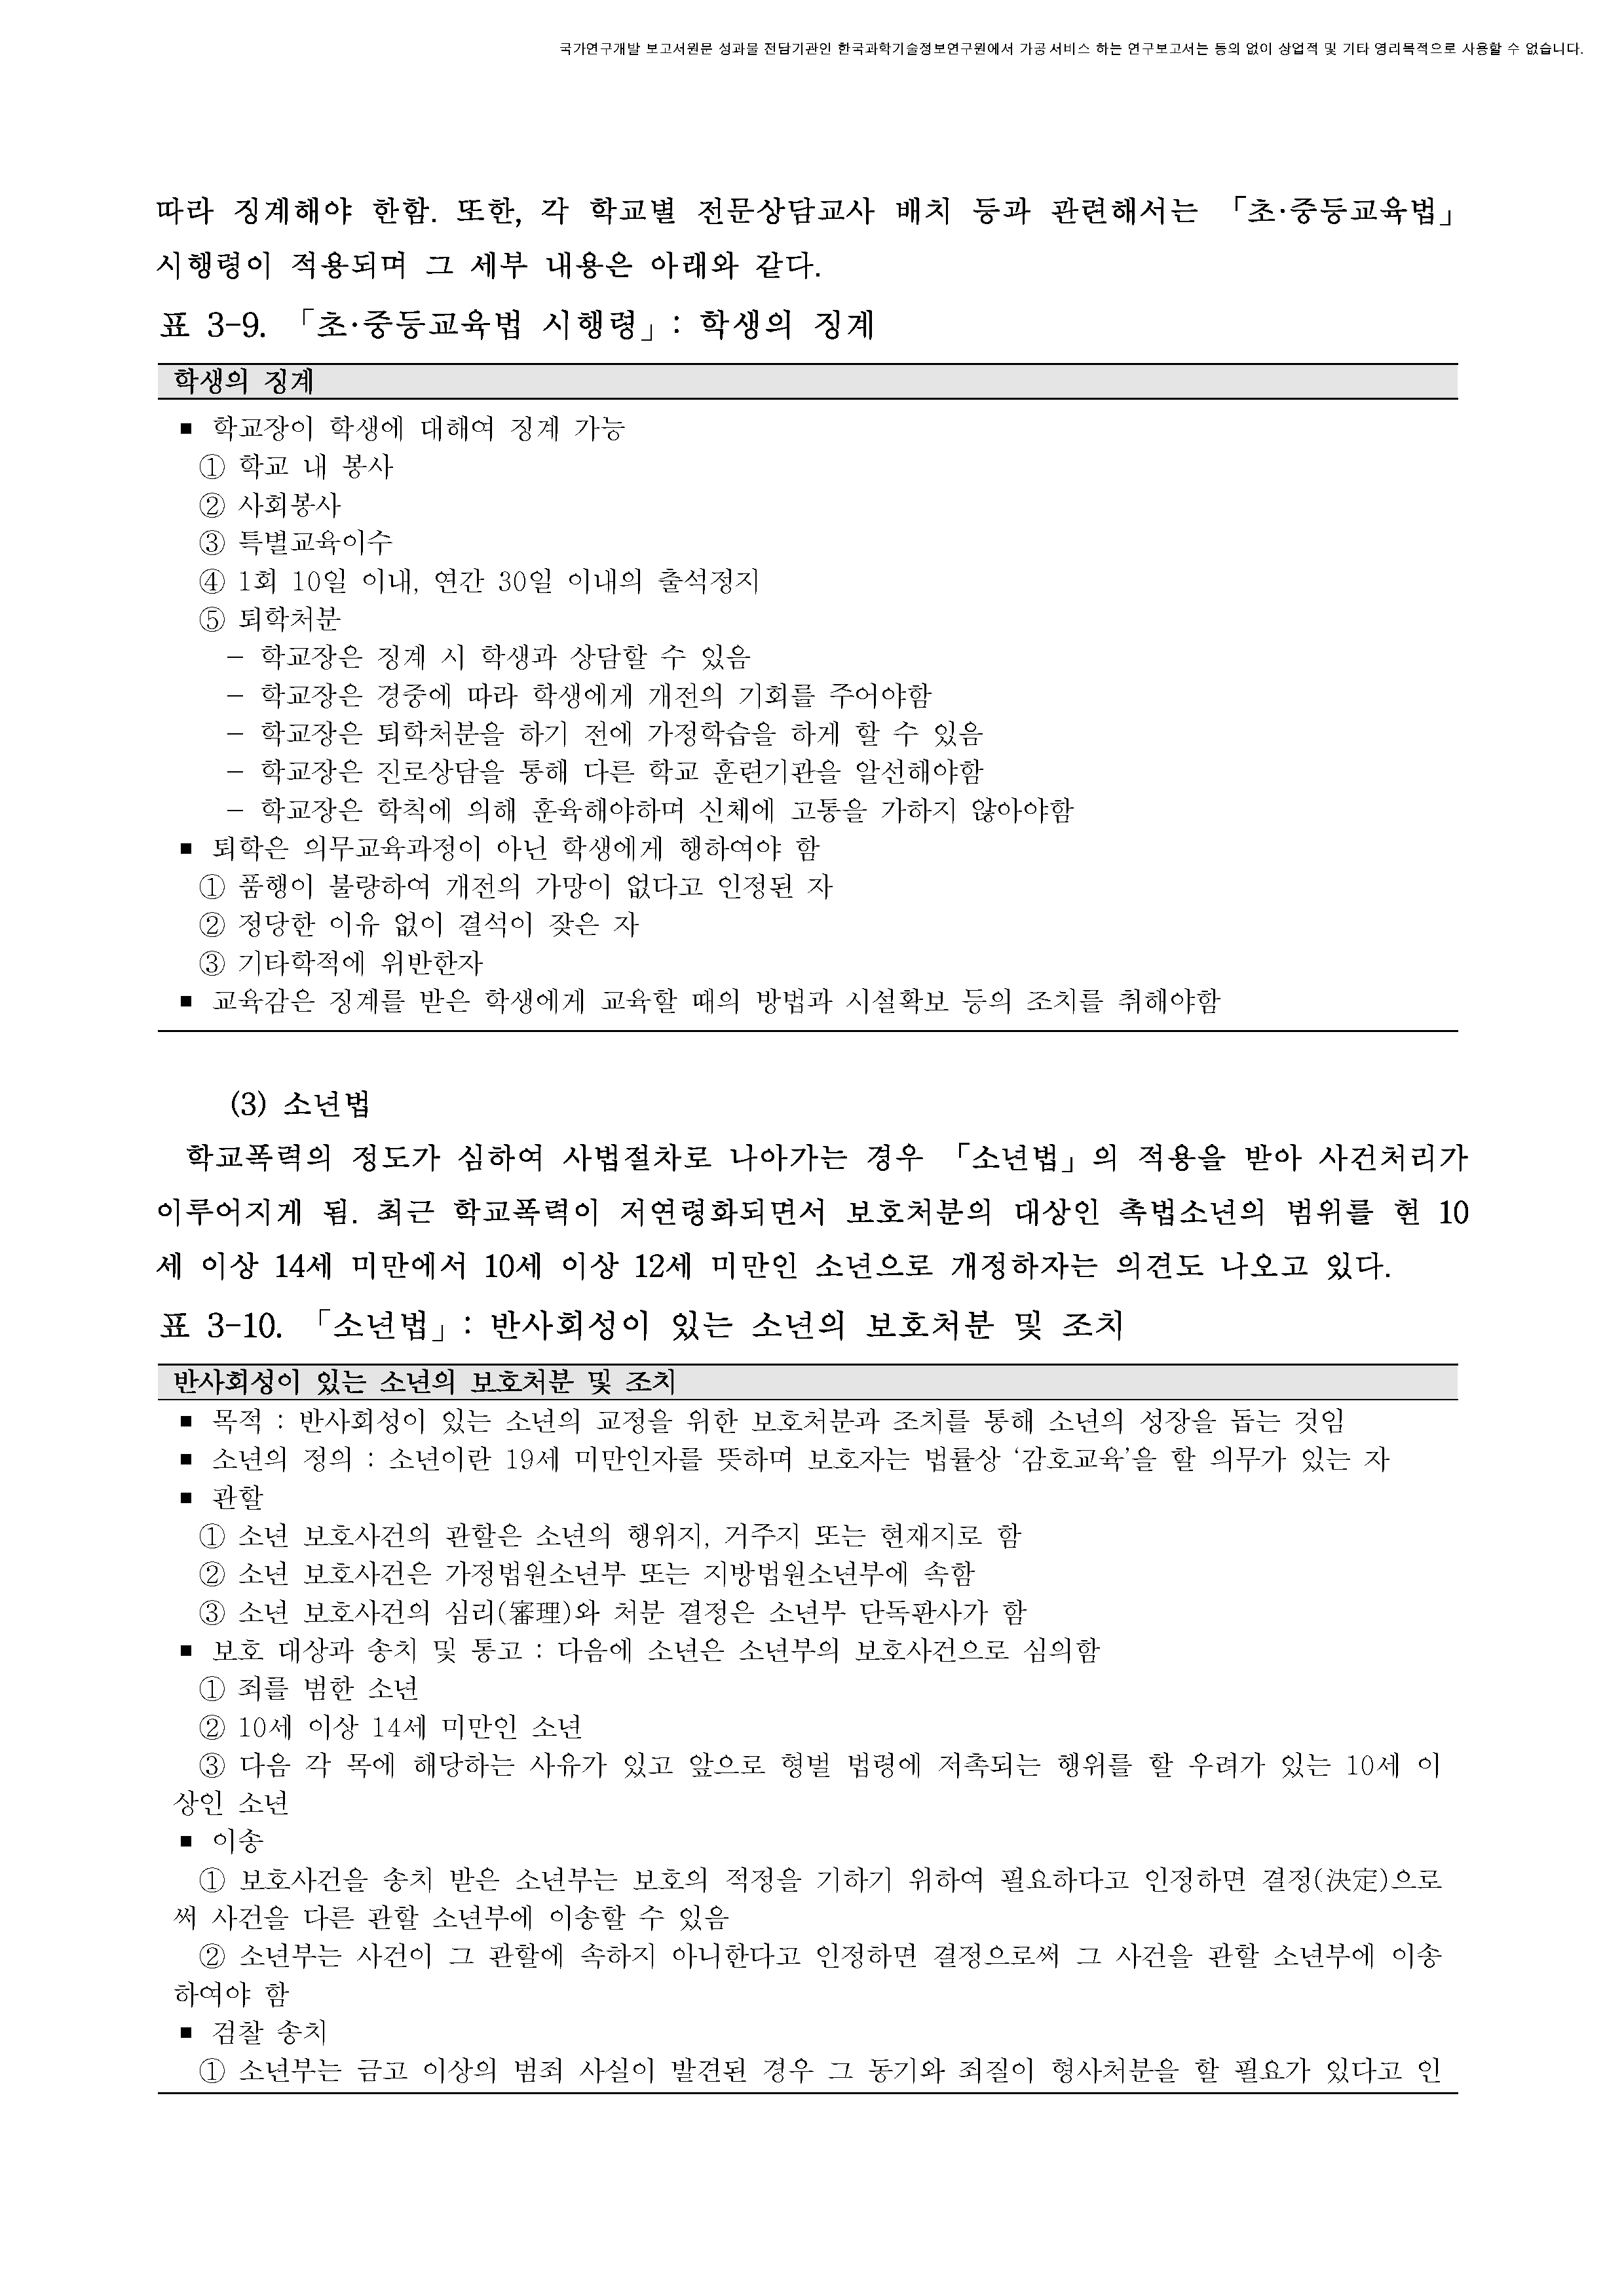 국가연구개발 보고서원문 성과물 전담기관인 한국과학기술정보연구원에서 가공·서비스 하는 연구보고서는 동의 없이 상업적 및 기타 영리목적으로 사용할 수 없습니다.
따라 징계해야 한함. 또한, 각 학교별 전문상담교사 배치 등과 관련해서는 「초·중등교육법」
시행령이 적용되며 그 세부 내용은 아래와 같다.
표 3-9. 「초·중등교육법 시행령」: 학생의 징계
학생의 징계
▪ 학교장이 학생에 대해여 징계 가능
① 학교 내 봉사
② 사회봉사
③ 특별교육이수
④ 1회 10일 이내, 연간 30일 이내의 출석정지
⑤ 퇴학처분
- 학교장은 징계 시 학생과 상담할 수 있음
- 학교장은 경중에 따라 학생에게 개전의 기회를 주어야함
- 학교장은 퇴학처분을 하기 전에 가정학습을 하게 할 수 있음
- 학교장은 진로상담을 통해 다른 학교 훈련기관을 알선해야함
- 학교장은 학칙에 의해 훈육해야하며 신체에 고통을 가하지 않아야함
▪ 퇴학은 의무교육과정이 아닌 학생에게 행하여야 함
① 품행이 불량하여 개전의 가망이 없다고 인정된 자
② 정당한 이유 없이 결석이 잦은 자
③ 기타학적에 위반한자
▪ 교육감은 징계를 받은 학생에게 교육할 때의 방법과 시설확보 등의 조치를 취해야함
(3) 소년법
학교폭력의 정도가 심하여 사법절차로 나아가는 경우 「소년법」의 적용을 받아 사건처리가
이루어지게 됨. 최근 학교폭력이 저연령화되면서 보호처분의 대상인 촉법소년의 범위를 현 10
세 이상 14세 미만에서 10세 이상 12세 미만인 소년으로 개정하자는 의견도 나오고 있다.
표 3-10. 「소년법」: 반사회성이 있는 소년의 보호처분 및 조치
반사회성이 있는 소년의 보호처분 및 조치
▪ 목적 : 반사회성이 있는 소년의 교정을 위한 보호처분과 조치를 통해 소년의 성장을 돕는 것임
▪ 소년의 정의 : 소년이란 19세 미만인자를 뜻하며 보호자는 법률상 ‘감호교육’을 할 의무가 있는 자
▪ 관할
① 소년 보호사건의 관할은 소년의 행위지, 거주지 또는 현재지로 함
② 소년 보호사건은 가정법원소년부 또는 지방법원소년부에 속함
③ 소년 보호사건의 심리(審理)와 처분 결정은 소년부 단독판사가 함
▪ 보호 대상과 송치 및 통고 : 다음에 소년은 소년부의 보호사건으로 심의함
① 죄를 범한 소년
② 10세 이상 14세 미만인 소년
③ 다음 각 목에 해당하는 사유가 있고 앞으로 형벌 법령에 저촉되는 행위를 할 우려가 있는 10세 이
상인 소년
▪ 이송
① 보호사건을 송치 받은 소년부는 보호의 적정을 기하기 위하여 필요하다고 인정하면 결정(決定)으로
써 사건을 다른 관할 소년부에 이송할 수 있음
② 소년부는 사건이 그 관할에 속하지 아니한다고 인정하면 결정으로써 그 사건을 관할 소년부에 이송
하여야 함
▪ 검찰 송치
① 소년부는 금고 이상의 범죄 사실이 발견된 경우 그 동기와 죄질이 형사처분을 할 필요가 있다고 인